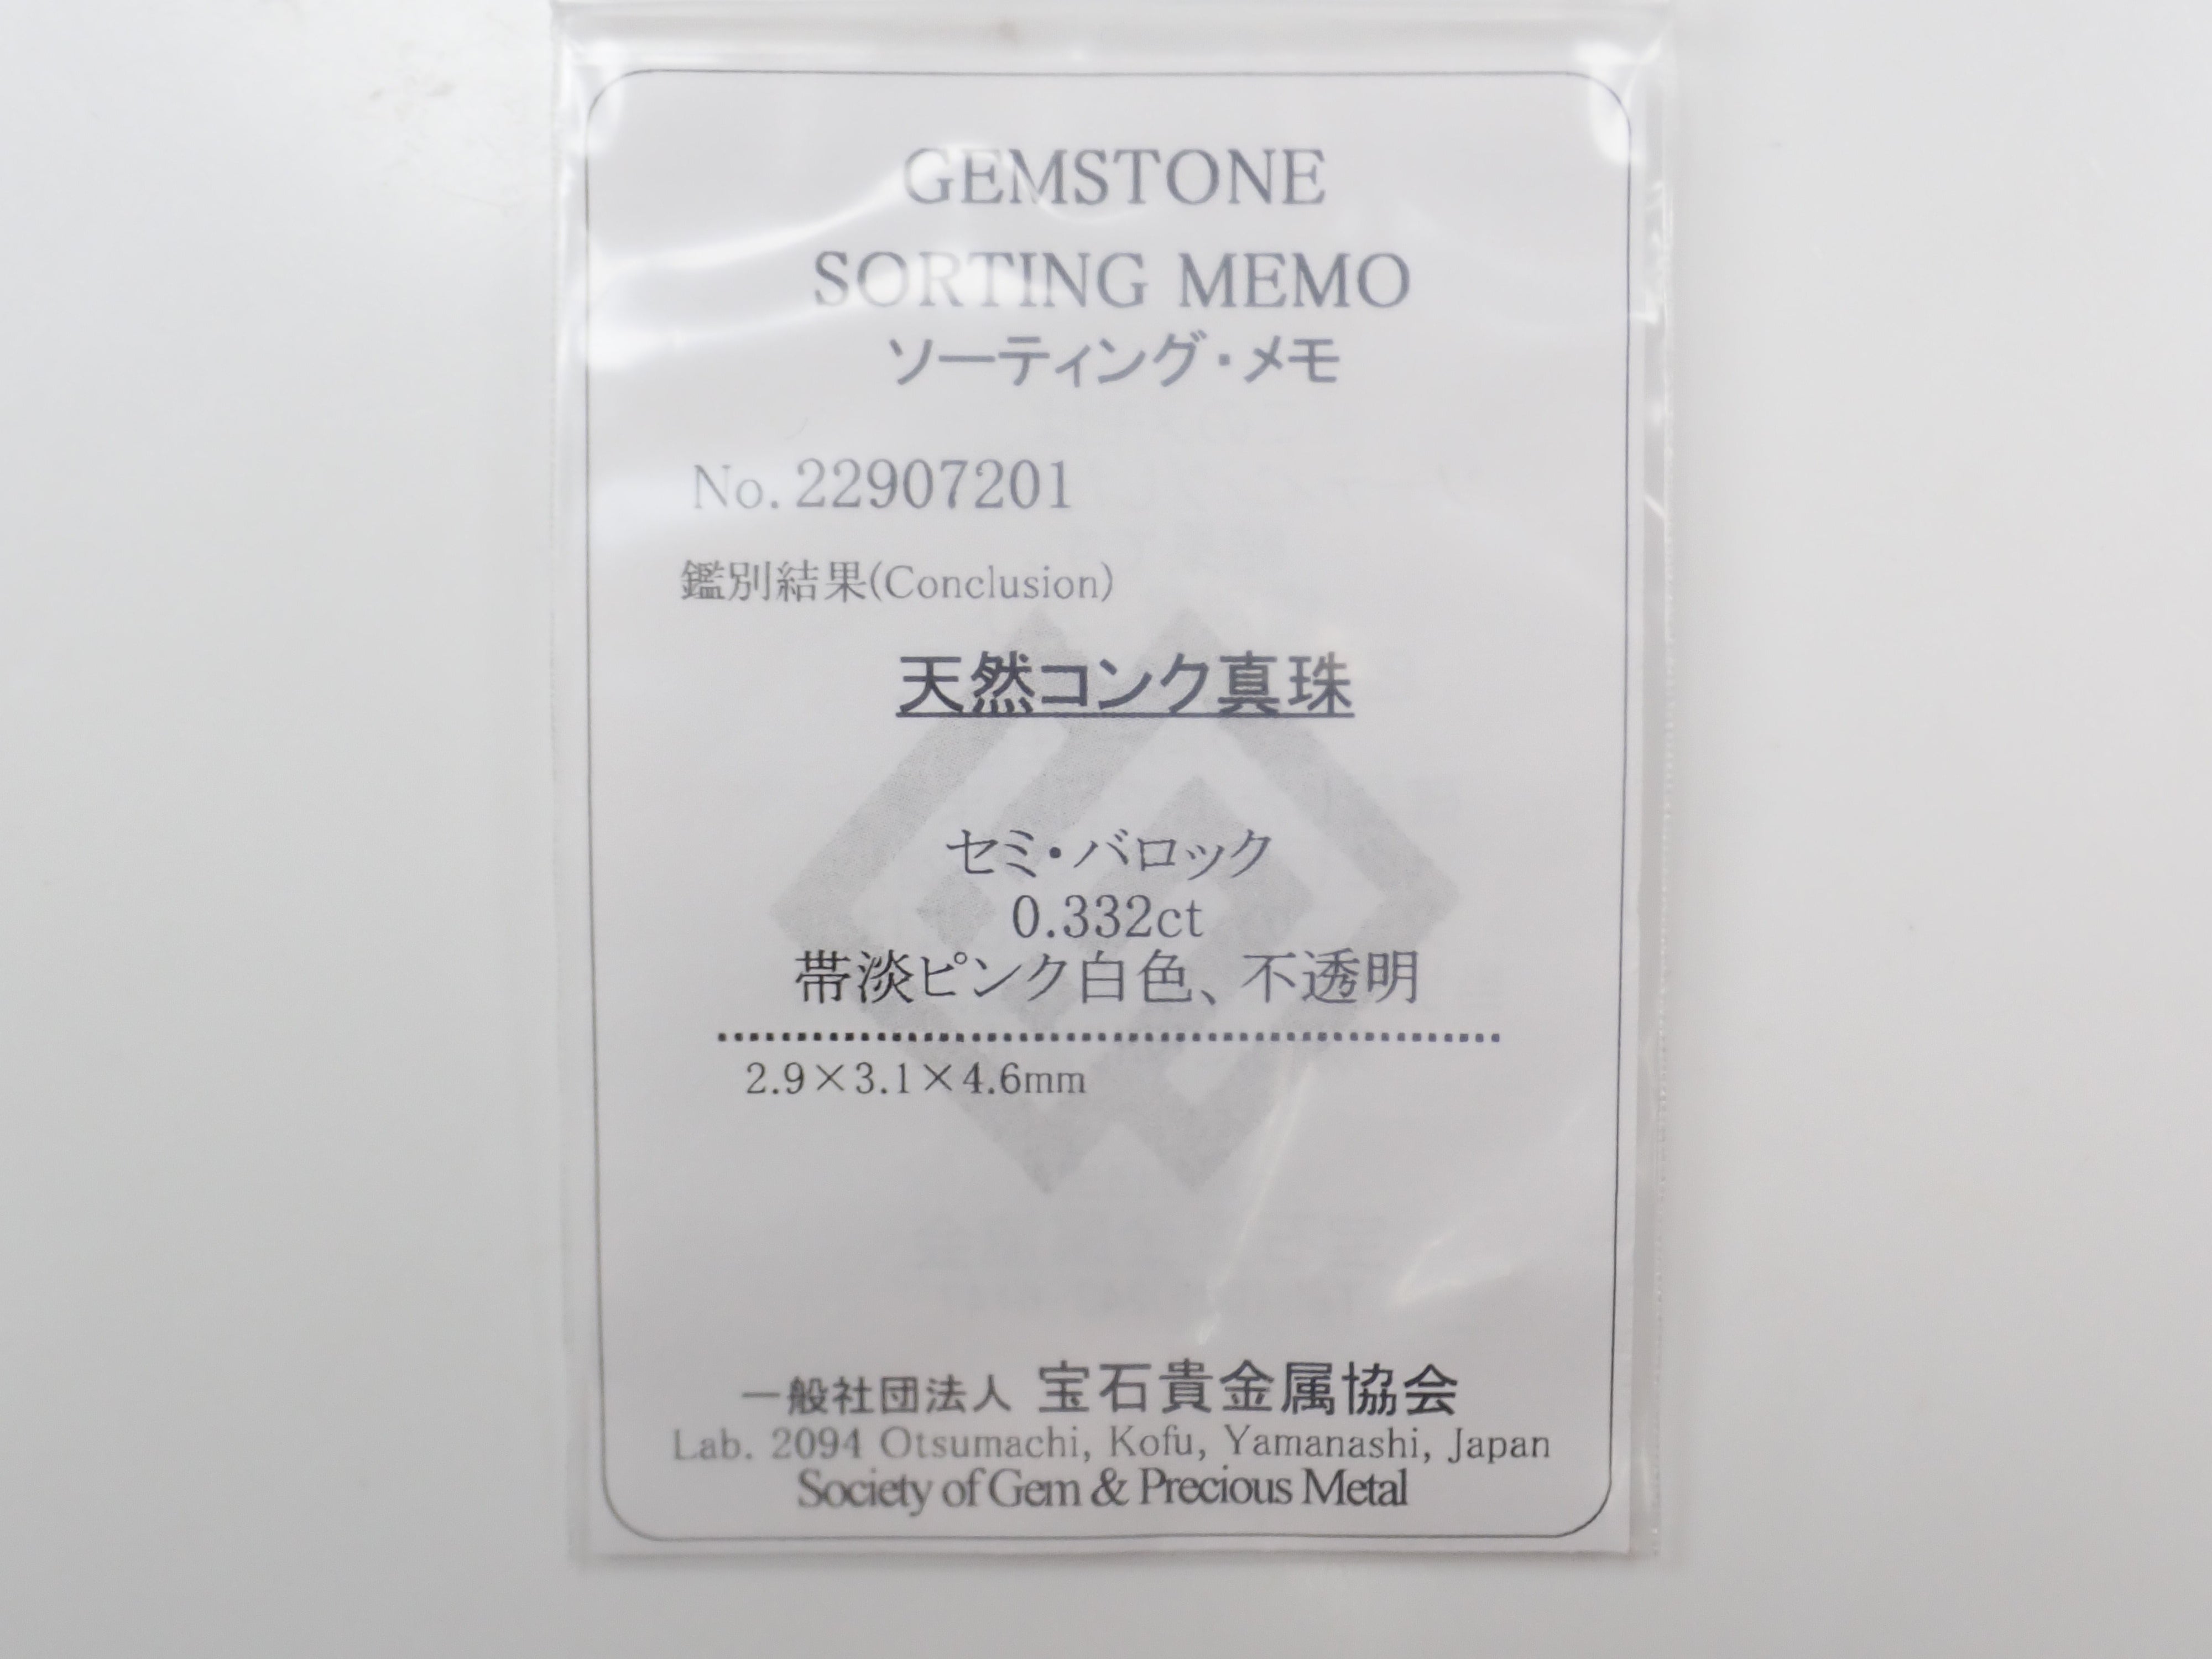 GEMSTONE
SORTING MEMO
ソーティング・メモ
No. 22907201
鑑別結果(Conclusion)
天然コンク真珠
セミ・バロック
0.332ct
帯淡ピンク白色、不透明
2.9×3.1×4.6mm
一般社団法人 宝石貴金属協会
Lab. 2094 Otsumachi, Kofu, Yamanashi, Japan
Society of Gem & Precious Metal